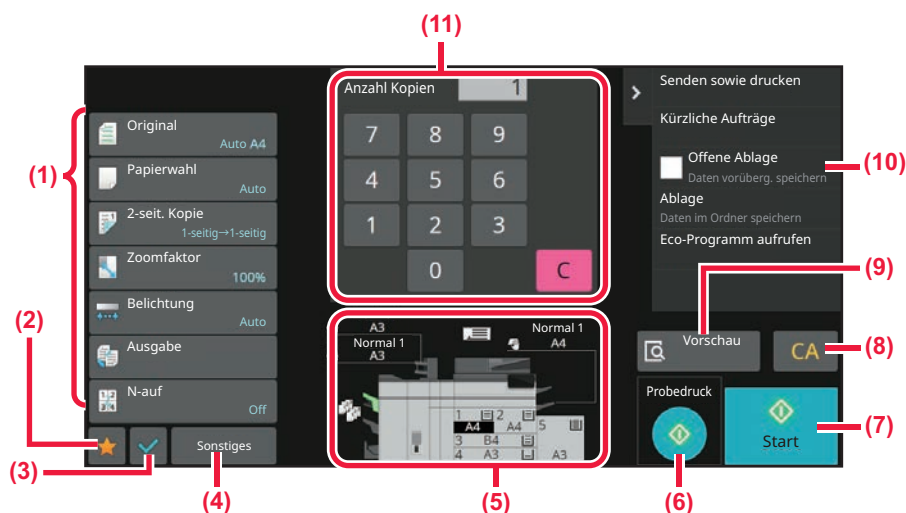 (11)
Anzahl Kopien 1
7 8 9
4 5 6
1 2 3
0 C
(1)
Original
Auto A4
Papierwahl
Auto
2-seit. Kopie
1-seitig→1-seitig
Zoomfaktor
100%
Belichtung
Auto
Ausgabe
N-auf
Off
(2)
(3)
Sonstiges
(4)
A3
Normal 1
A3
Normal 1
A4
1 2
A4 A4 5
3 B4
4 A3 A3
(5)
Senden sowie drucken
Kürzliche Aufträge
Offene Ablage
Daten vorüberg. speichern
(10)
Ablage
Daten im Ordner speichern
Eco-Programm aufrufen
(9)
Vorschau
CA
(8)
Probedruck
Start
(7)
(6)